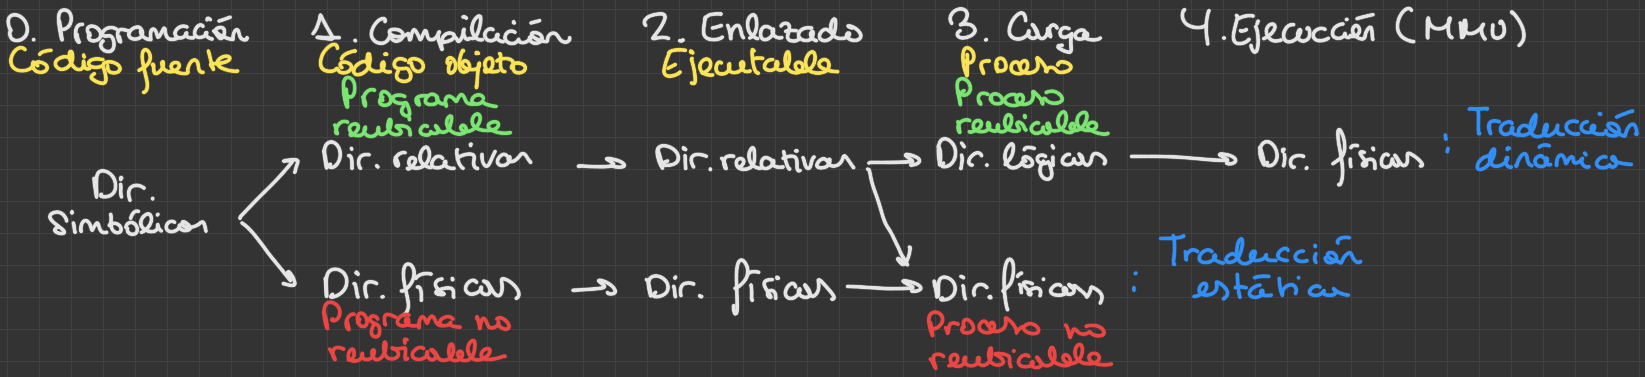 0. Programación 1. Compilación 2. Enlazado 3. Carga 4. Ejecución (MMU)
Código fuente Código objeto Ejecutable Proceso
Programa Proceso
reubicable reubicable
Dir. relativas → Dir. relativas → Dir. lógicas → Dir. físicas : Traducción
dinámica
Dir.
Simbólicas
Dir. físicas → Dir. físicas → Dir. físicas : Traducción
estática
Programa no Proceso no
reubicable reubicable